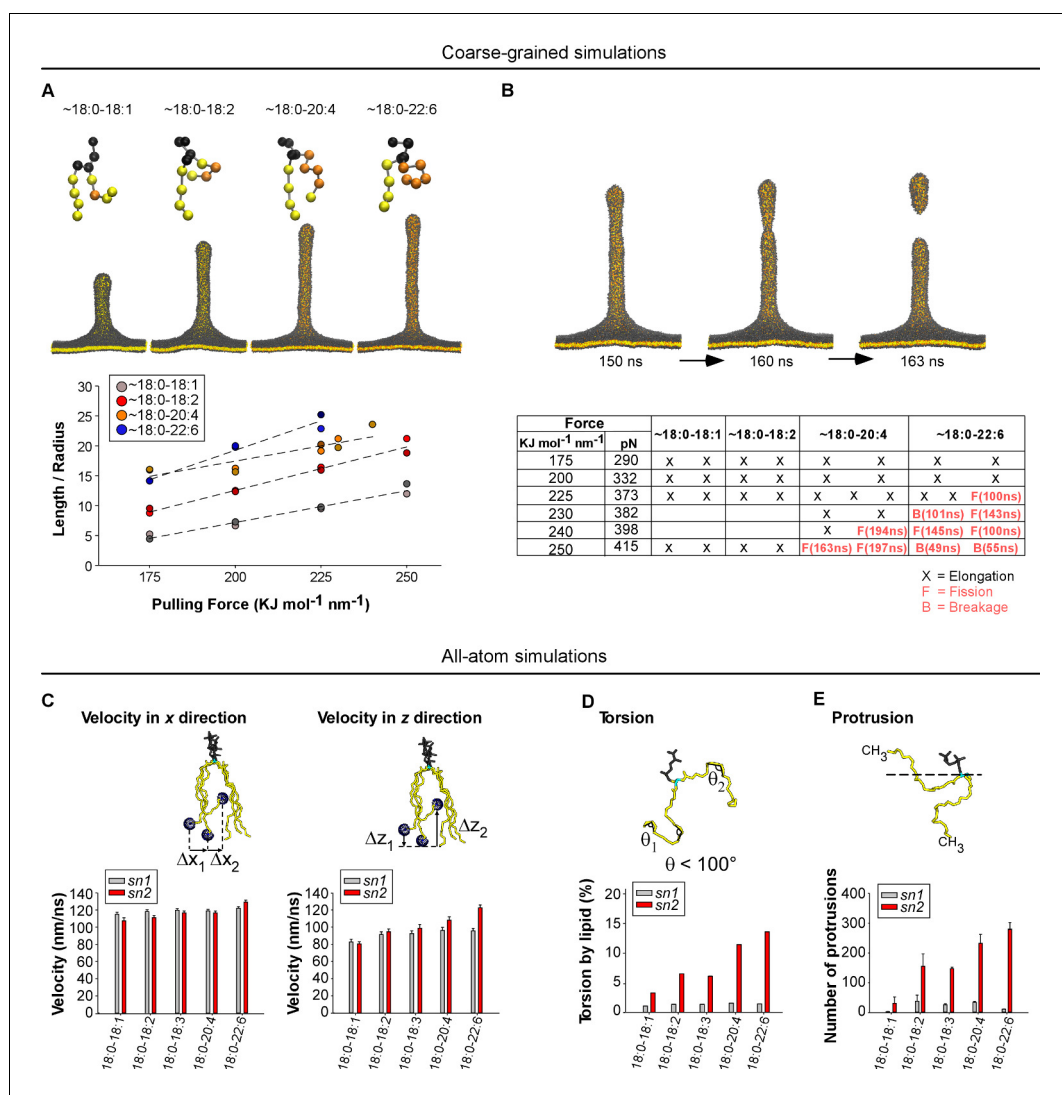 Coarse-grained simulations
A
~18:0-18:1 ~18:0-18:2 ~18:0-20:4 ~18:0-22:6
~18:0-18:1
~18:0-18:2
~18:0-20:4
~18:0-22:6
Length / Radius
30
25
20
15
10
5
0
175 200 225 250
Pulling Force (KJ mol-1 nm-1)
B
150 ns 160 ns 163 ns
Force ~18:0-18:1 ~18:0-18:2 ~18:0-20:4 ~18:0-22:6
KJ mol-1 nm-1 pN
175 290 X X X X X X X X
200 332 X X X X X X X X
225 373 X X X X X X X X X F(100ns)
230 382 X X B(101ns) F(143ns)
240 398 X F(194ns) F(145ns) F(100ns)
250 415 X X X X F(163ns) F(197ns) B(49ns) B(55ns)
X = Elongation
F = Fission
B = Breakage
All-atom simulations
C
Velocity in x direction
Δx1 Δx2
sn1
sn2
Velocity (nm/ns)
140
120
100
80
60
40
20
0
18:0-18:1 18:0-18:2 18:0-18:3 18:0-20:4 18:0-22:6
Velocity in z direction
Δz1 Δz2
sn1
sn2
Velocity (nm/ns)
140
120
100
80
60
40
20
0
18:0-18:1 18:0-18:2 18:0-18:3 18:0-20:4 18:0-22:6
D
Torsion
θ2
θ1
θ < 100°
sn1
sn2
Torsion by lipid (%)
20
15
10
5
0
18:0-18:1 18:0-18:2 18:0-18:3 18:0-20:4 18:0-22:6
E
Protrusion
CH3
CH3
sn1
sn2
Number of protrusions
400
300
200
100
0
18:0-18:1 18:0-18:2 18:0-18:3 18:0-20:4 18:0-22:6